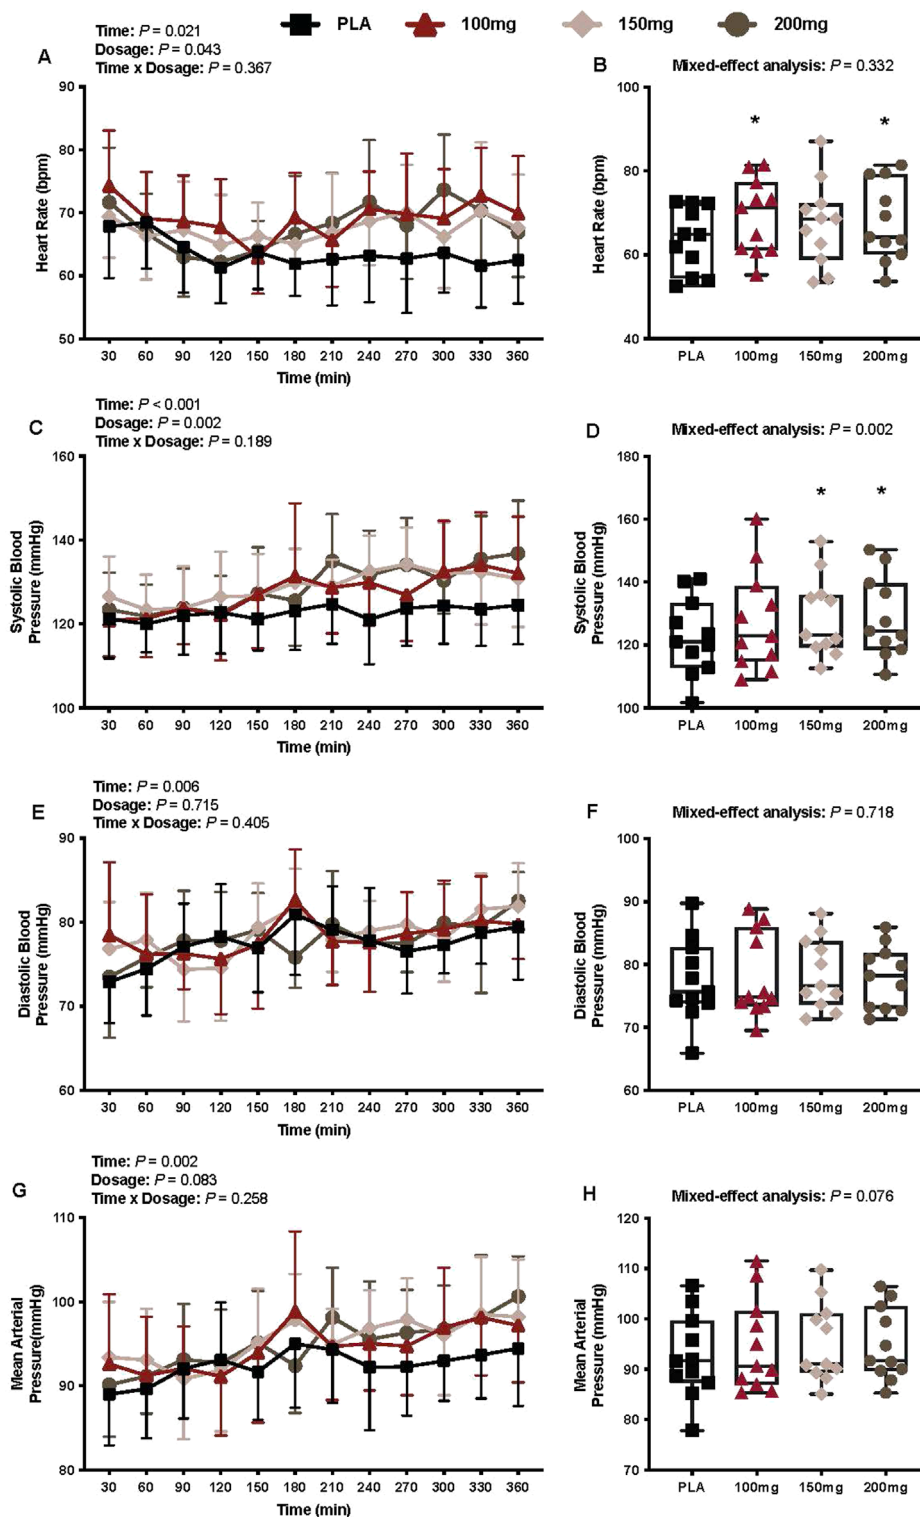 PLA 100mg 150mg 200mg
A
Time: P = 0.021
Dosage: P = 0.043
Time x Dosage: P = 0.367
90
80
70
60
50
Heart Rate (bpm)
30 60 90 120 150 180 210 240 270 300 330 360
Time (min)
B
Mixed-effect analysis: P = 0.332
100
80
60
40
Heart Rate (bpm)
* *
PLA 100mg 150mg 200mg
C
Time: P < 0.001
Dosage: P = 0.002
Time x Dosage: P = 0.189
160
140
120
100
Systolic Blood
Pressure (mmHg)
30 60 90 120 150 180 210 240 270 300 330 360
Time (min)
D
Mixed-effect analysis: P = 0.002
180
160
140
120
100
Systolic Blood
Pressure (mmHg)
* *
PLA 100mg 150mg 200mg
E
Time: P = 0.006
Dosage: P = 0.715
Time x Dosage: P = 0.405
90
80
70
60
Diastolic Blood
Pressure (mmHg)
30 60 90 120 150 180 210 240 270 300 330 360
Time (min)
F
Mixed-effect analysis: P = 0.718
100
90
80
70
60
Diastolic Blood
Pressure (mmHg)
PLA 100mg 150mg 200mg
G
Time: P = 0.002
Dosage: P = 0.083
Time x Dosage: P = 0.258
110
100
90
80
Mean Arterial
Pressure(mmHg)
30 60 90 120 150 180 210 240 270 300 330 360
Time (min)
H
Mixed-effect analysis: P = 0.076
120
110
100
90
80
70
Mean Arterial
Pressure (mmHg)
PLA 100mg 150mg 200mg